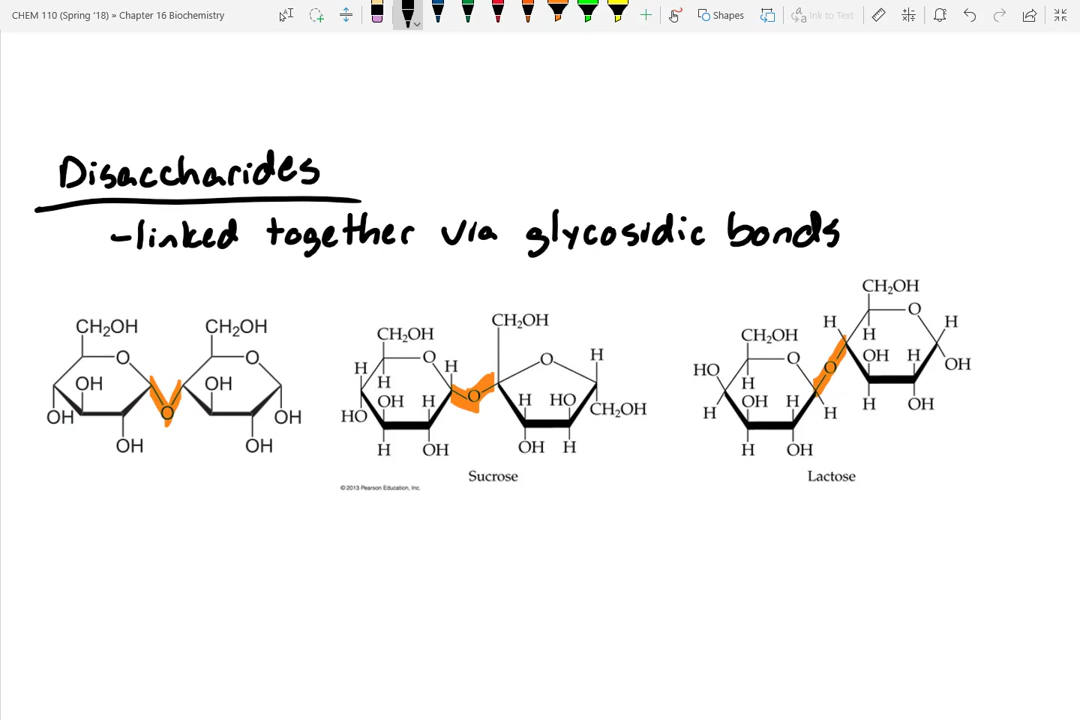 CHEM 110 (Spring '18) » Chapter 16 Biochemistry
Shapes
Ink to Text
Disaccharides
-linked together via glycosidic bonds
CH₂OH
O
OH
OH
OH
O
CH₂OH
O
OH
OH
OH
CH₂OH
O
H
H
H
OH
H
HO
H
OH
O
CH₂OH
O
H
H
HO
CH₂OH
OH
H
Sucrose
© 2013 Pearson Education, Inc.
CH₂OH
O
HO
H
OH
H
H
H
H
OH
O
CH₂OH
O
H
H
H
OH
H
OH
H
OH
Lactose